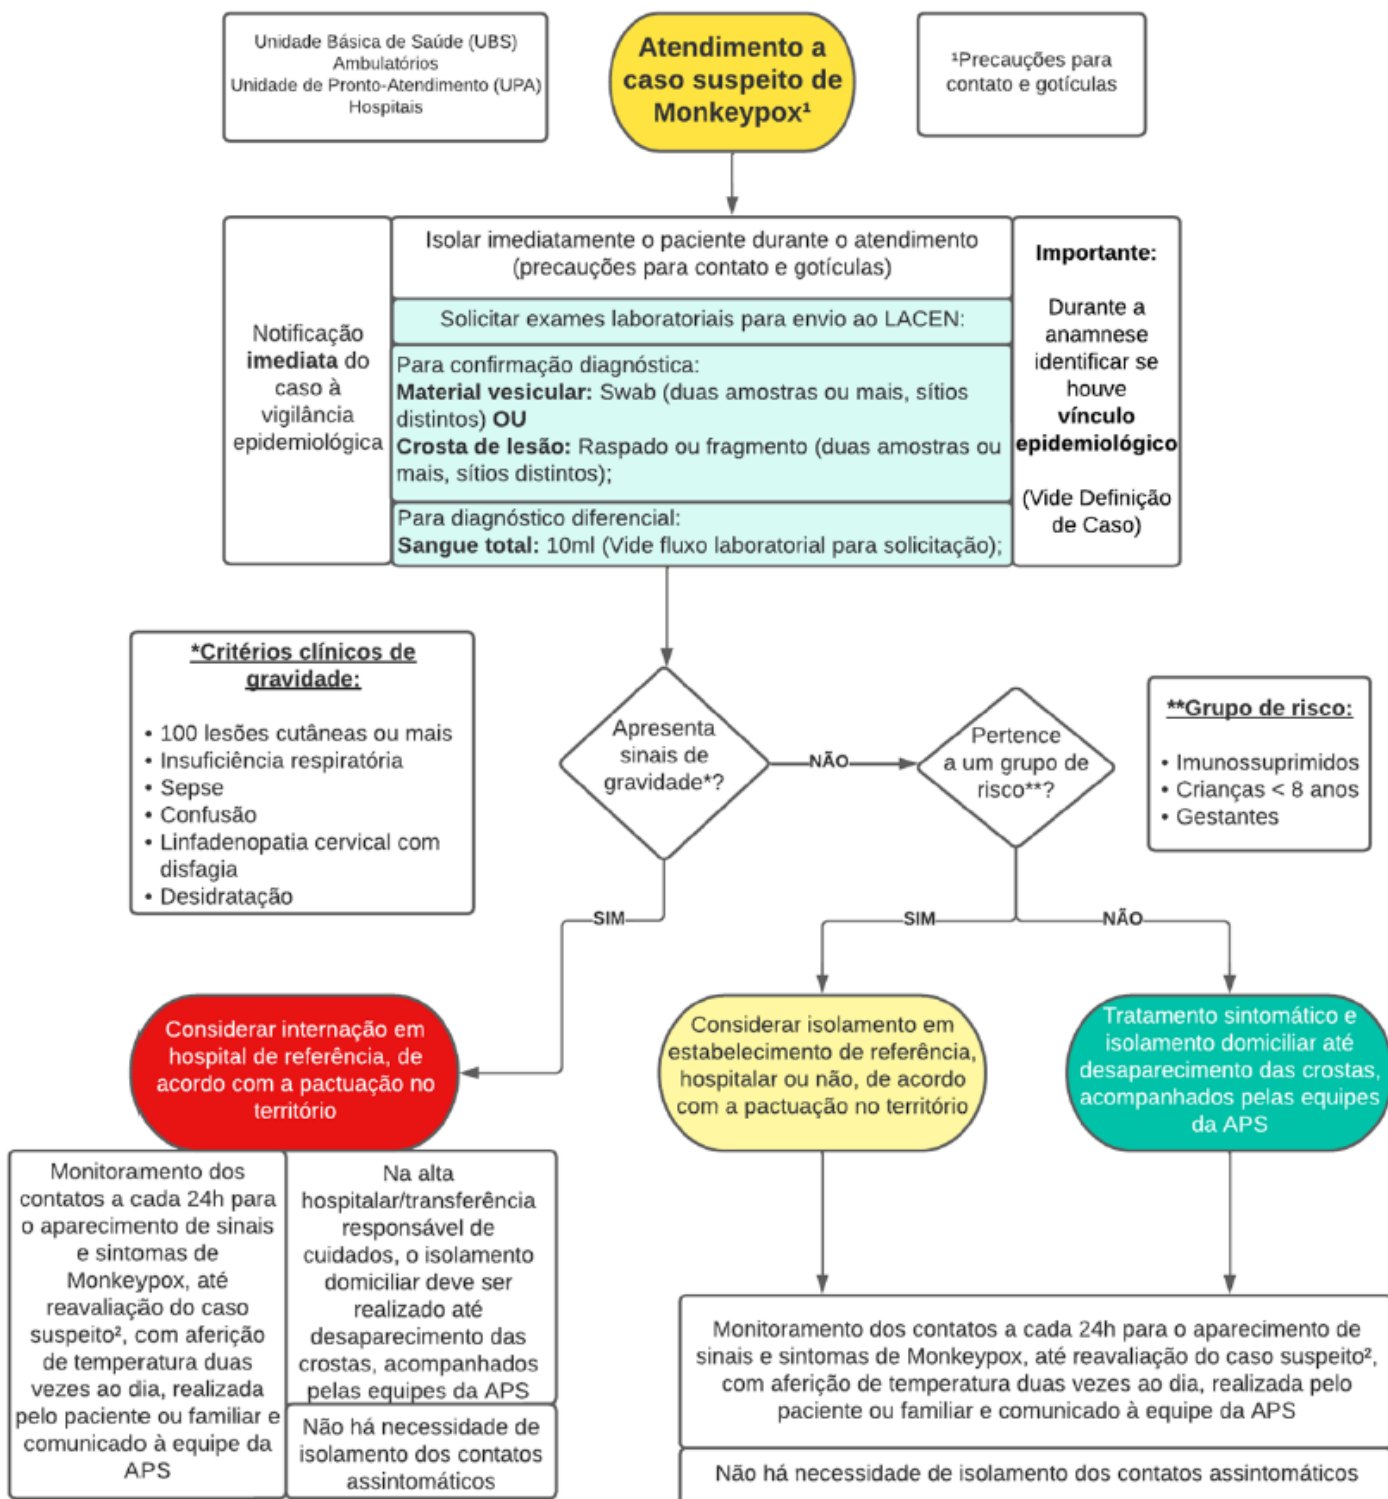 Unidade Básica de Saúde (UBS)
Ambulatórios
Unidade de Pronto-Atendimento (UPA)
Hospitais
Atendimento a
caso suspeito de
Monkeypox¹
¹Precauções para
contato e gotículas
Notificação
imediata do
caso à
vigilância
epidemiológica
Isolar imediatamente o paciente durante o atendimento
(precauções para contato e gotículas)
Solicitar exames laboratoriais para envio ao LACEN:
Para confirmação diagnóstica:
Material vesicular: Swab (duas amostras ou mais, sítios
distintos) OU
Crosta de lesão: Raspado ou fragmento (duas amostras ou
mais, sítios distintos);
Para diagnóstico diferencial:
Sangue total: 10ml (Vide fluxo laboratorial para solicitação);
Importante:
Durante a
anamnese
identificar se
houve
vínculo
epidemiológico
(Vide Definição
de Caso)
*Critérios clínicos de
gravidade:
• 100 lesões cutâneas ou mais
• Insuficiência respiratória
• Sepse
• Confusão
• Linfadenopatia cervical com
disfagia
• Desidratação
Apresenta
sinais de
gravidade*?
NÃO
Pertence
a um grupo de
risco**?
**Grupo de risco:
• Imunossuprimidos
• Crianças < 8 anos
• Gestantes
SIM
SIM
NÃO
Considerar internação em
hospital de referência, de
acordo com a pactuação no
território
Considerar isolamento em
estabelecimento de referência,
hospitalar ou não, de acordo
com a pactuação no território
Tratamento sintomático e
isolamento domiciliar até
desaparecimento das crostas,
acompanhados pelas equipes
da APS
Monitoramento dos
contatos a cada 24h para
o aparecimento de sinais
e sintomas de
Monkeypox, até
reavaliação do caso
suspeito², com aferição
de temperatura duas
vezes ao dia, realizada
pelo paciente ou familiar e
comunicado à equipe da
APS
Na alta
hospitalar/transferência
responsável de
cuidados, o isolamento
domiciliar deve ser
realizado até
desaparecimento das
crostas, acompanhados
pelas equipes da APS
Não há necessidade de
isolamento dos contatos
assintomáticos
Monitoramento dos contatos a cada 24h para o aparecimento de
sinais e sintomas de Monkeypox, até reavaliação do caso suspeito²,
com aferição de temperatura duas vezes ao dia, realizada pelo
paciente ou familiar e comunicado à equipe da APS
Não há necessidade de isolamento dos contatos assintomáticos